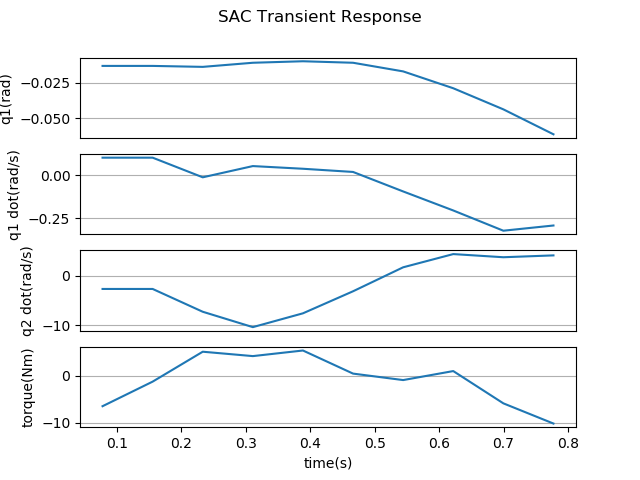 SAC Transient Response
−0.025
−0.050
q1(rad)
0.00
−0.25
q1 dot(rad/s)
0
−10
q2 dot(rad/s)
0
−10
torque(Nm)
0.1 0.2 0.3 0.4 0.5 0.6 0.7 0.8
time(s)